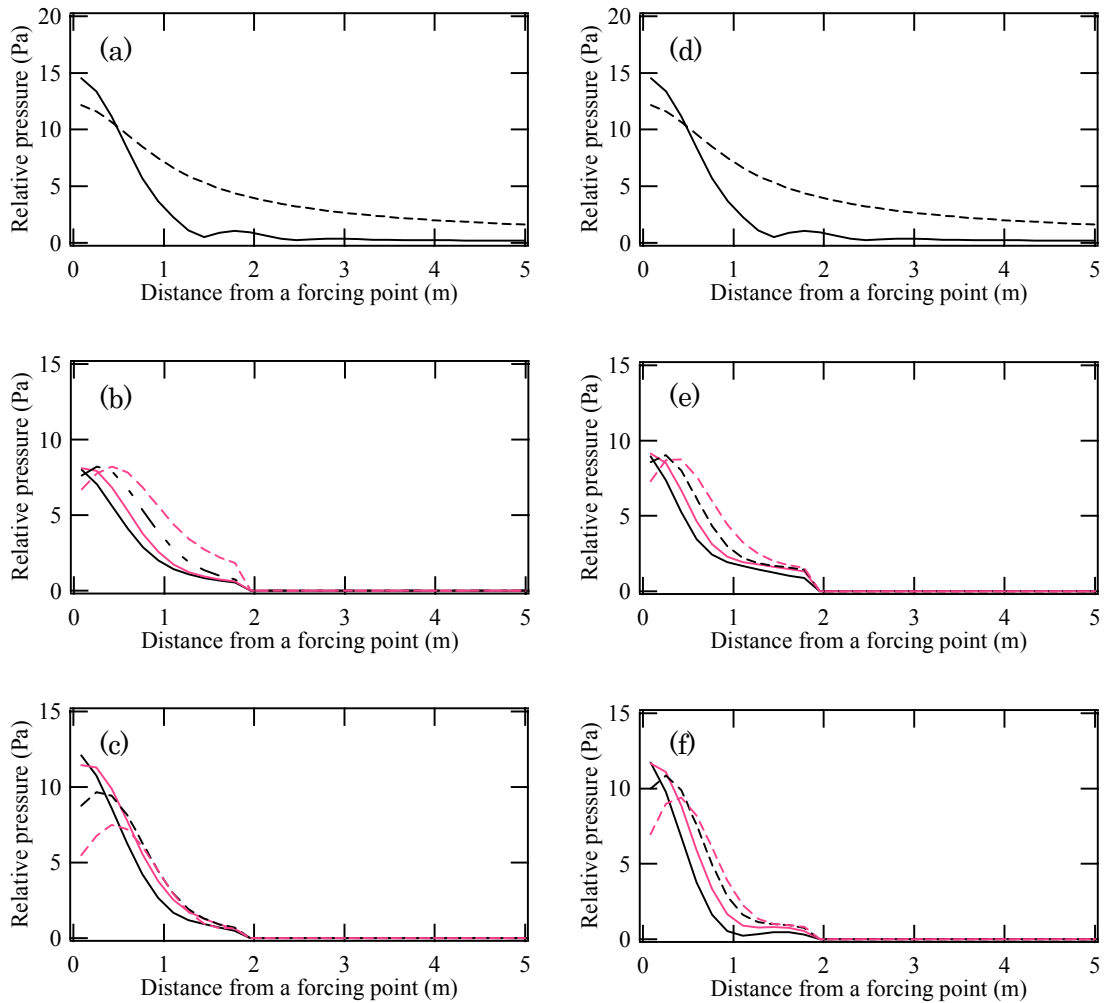 20
15
10
5
0
Relative pressure (Pa)
(a)
0 1 2 3 4 5
Distance from a forcing point (m)
20
15
10
5
0
Relative pressure (Pa)
(d)
0 1 2 3 4 5
Distance from a forcing point (m)
15
10
5
0
Relative pressure (Pa)
(b)
0 1 2 3 4 5
Distance from a forcing point (m)
15
10
5
0
Relative pressure (Pa)
(e)
0 1 2 3 4 5
Distance from a forcing point (m)
15
10
5
0
Relative pressure (Pa)
(c)
0 1 2 3 4 5
Distance from a forcing point (m)
15
10
5
0
Relative pressure (Pa)
(f)
0 1 2 3 4 5
Distance from a forcing point (m)